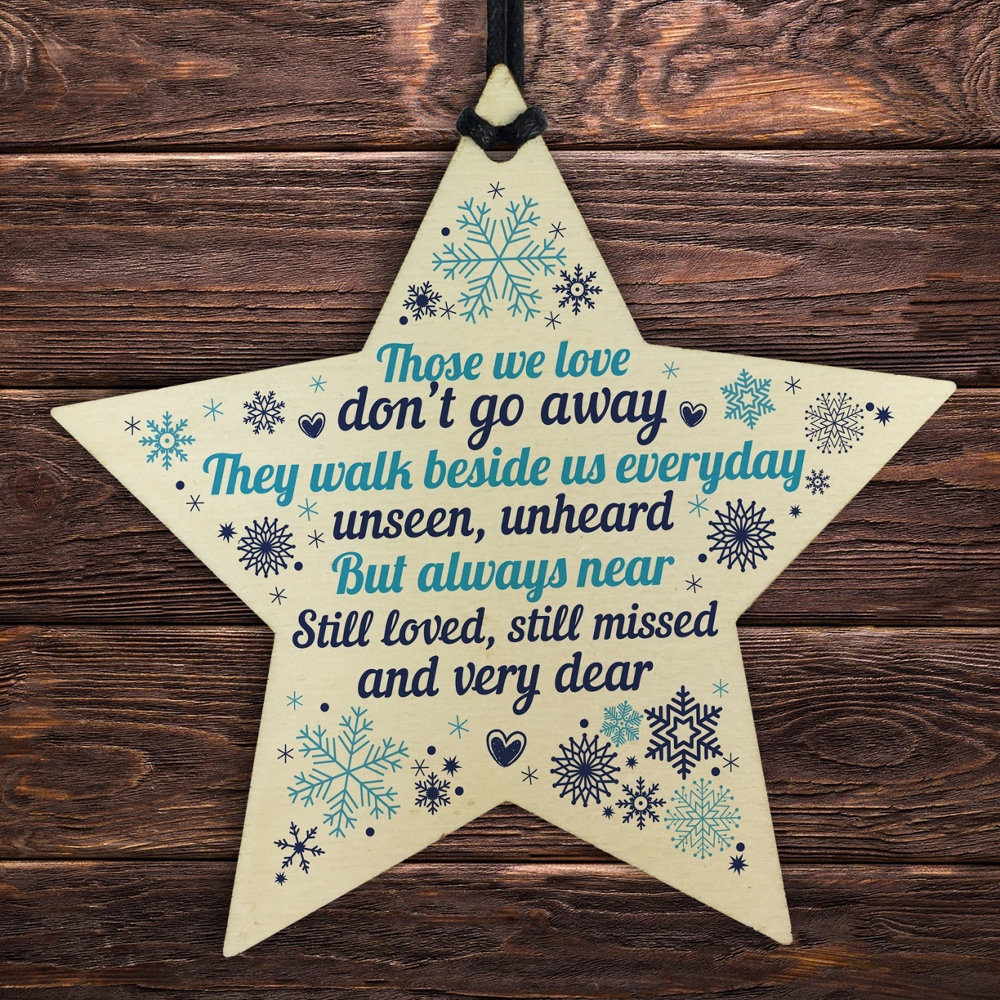 Those we love
don't go away
They walk beside us everyday
unseen, unheard
But always near
Still loved, still missed
and very dear